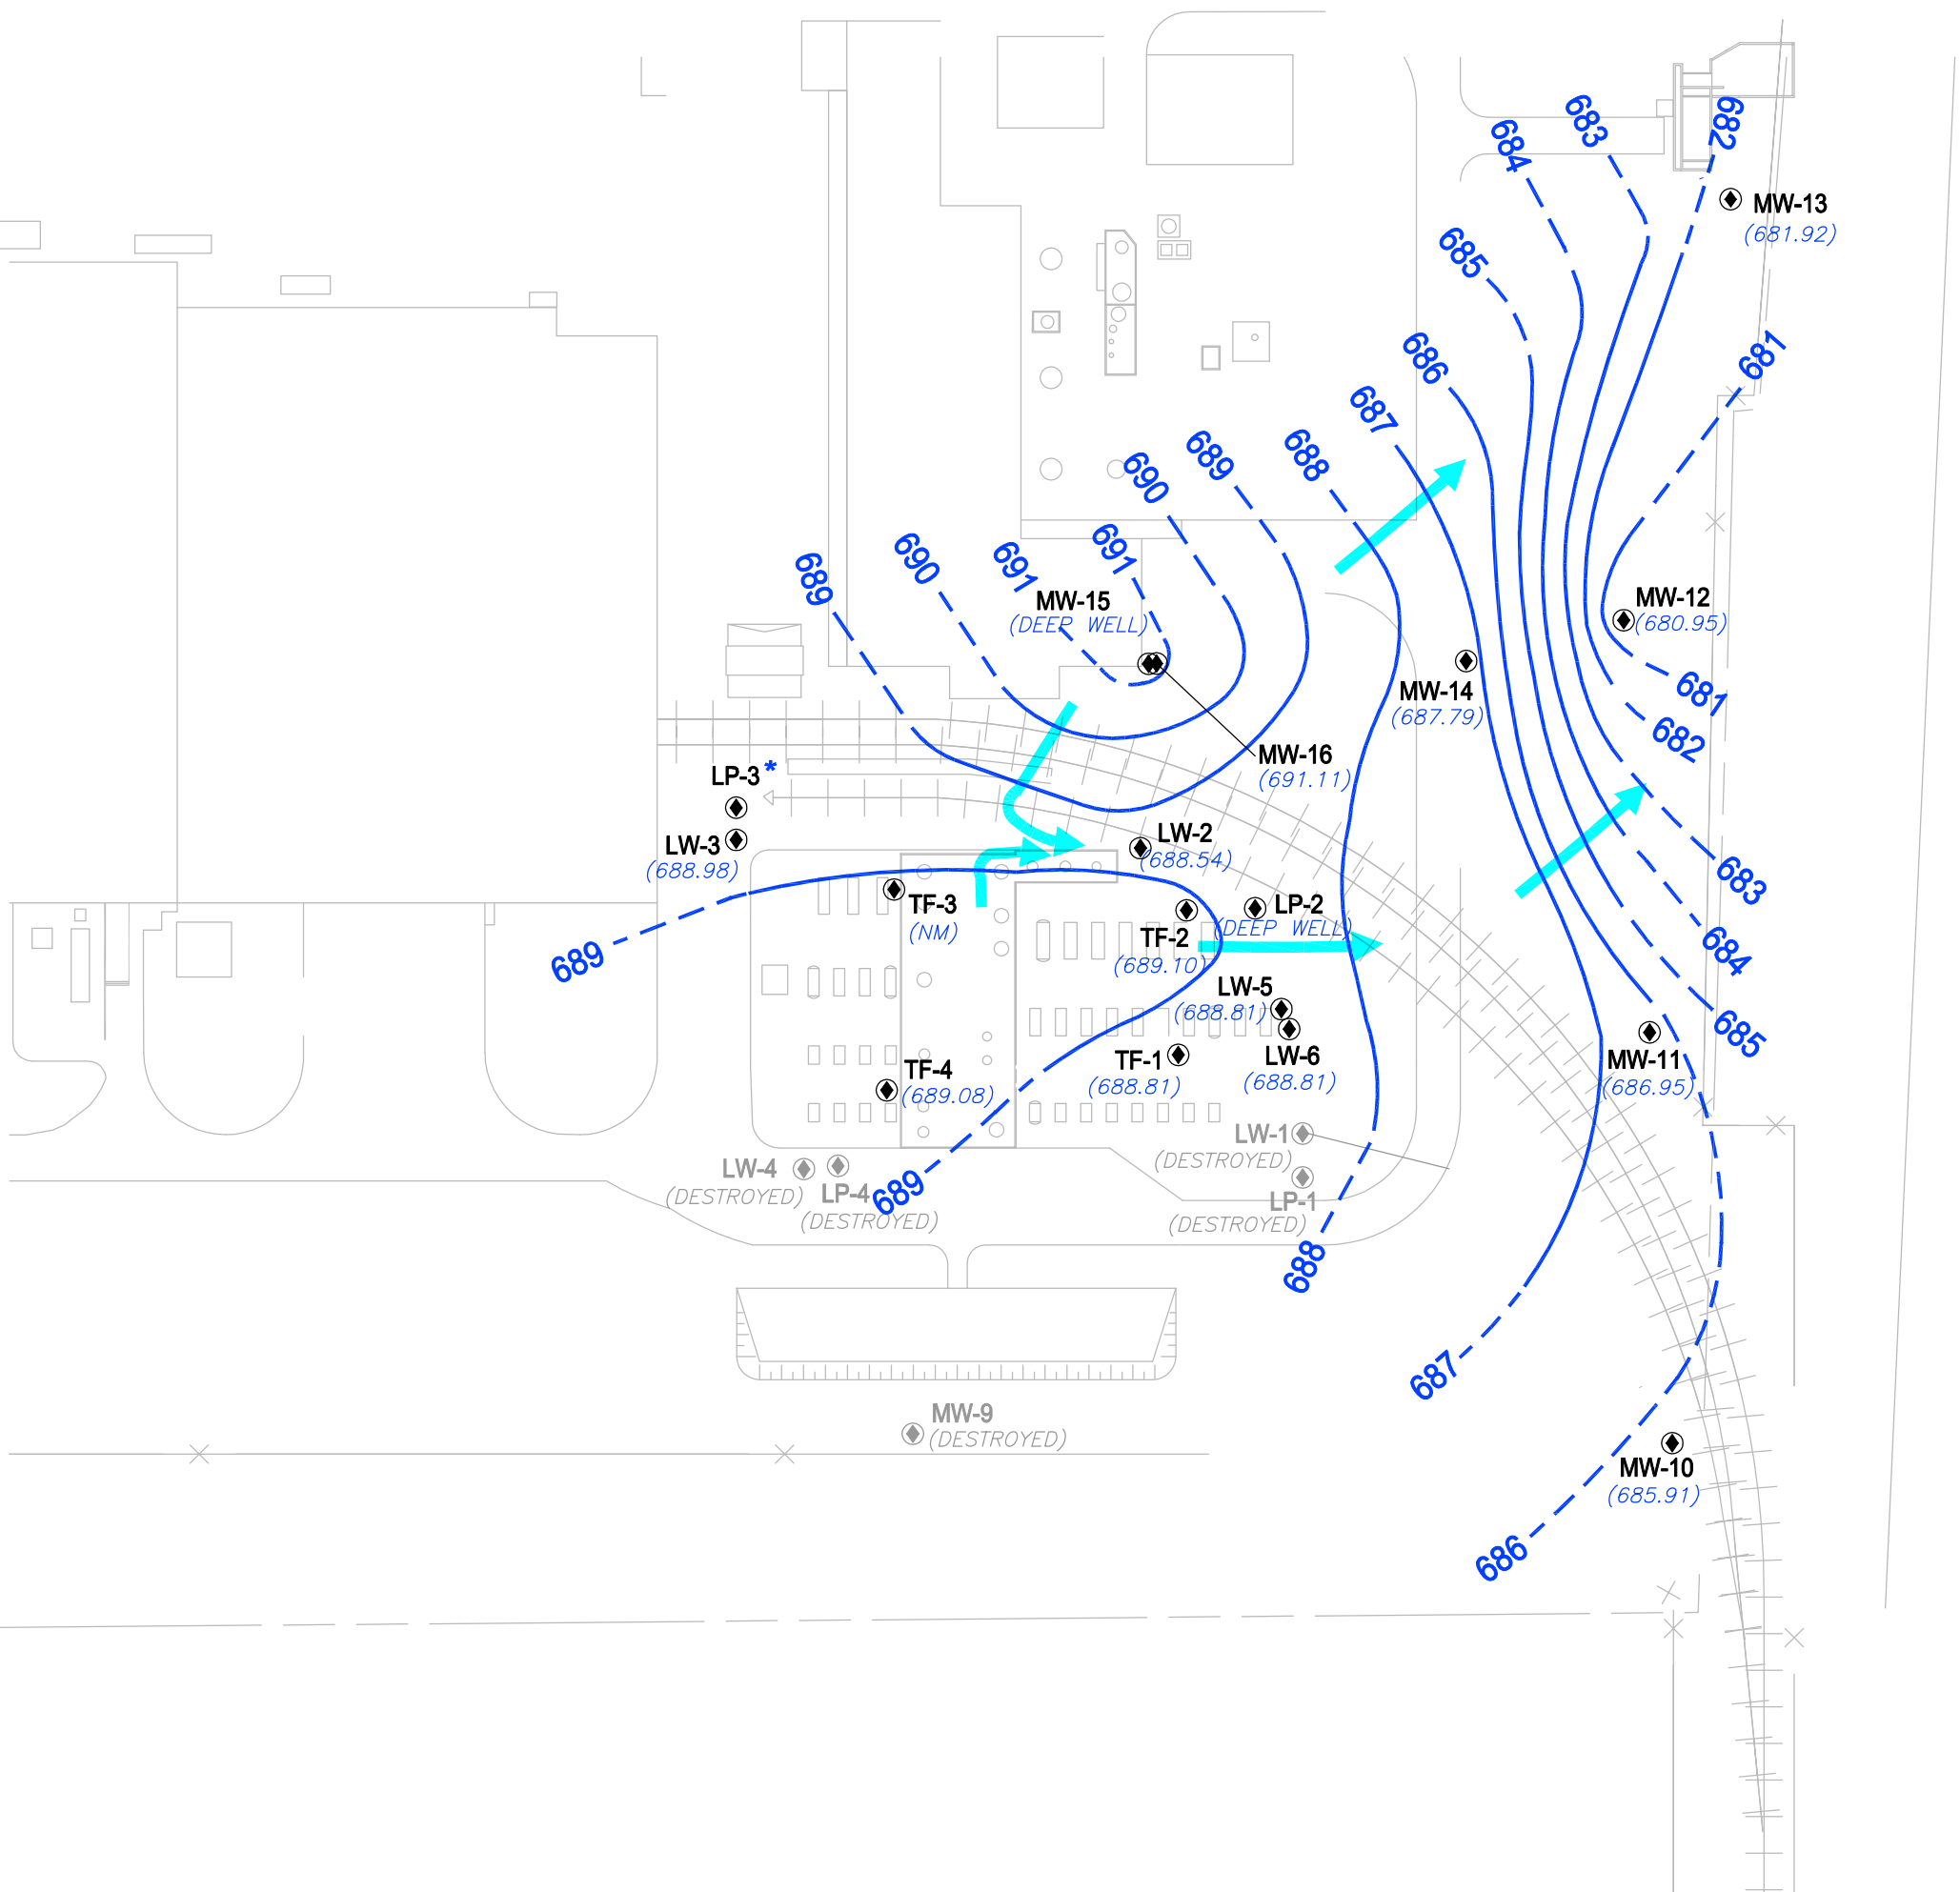 682
683
684
MW-13
(681.92)
685
681
686
687
689
688
690
690
691
691
689
MW-15
(DEEP WELL)
MW-12
(680.95)
MW-14
(687.79)
681
682
MW-16
(691.11)
LP-3*
LW-3
(688.98)
LW-2
(688.54)
683
TF-3
(NM)
LP-2
(DEEP WELL)
TF-2
(689.10)
684
689
LW-5
(688.81)
685
LW-6
(688.81)
TF-1
(688.81)
MW-11
(686.95)
TF-4
(689.08)
LW-1
(DESTROYED)
LW-4
(DESTROYED)
LP-4
(DESTROYED)
689
LP-1
(DESTROYED)
688
687
MW-9
(DESTROYED)
MW-10
(685.91)
686